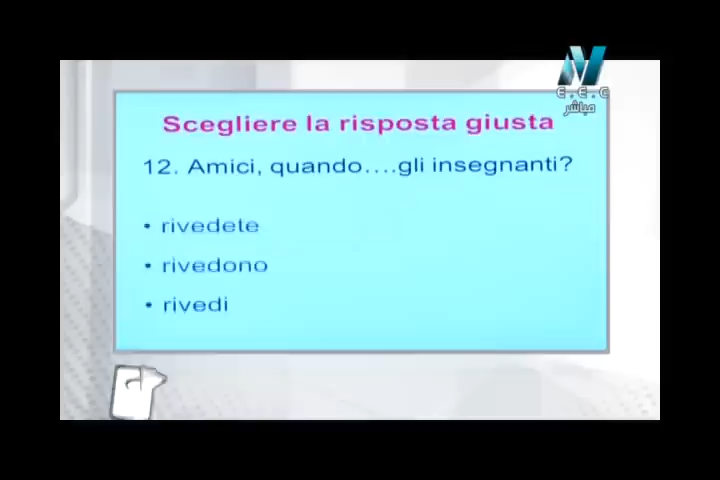 E.E.C
مباشر
Scegliere la risposta giusta
12. Amici, quando....gli insegnanti?
• rivedete
• rivedono
• rivedi